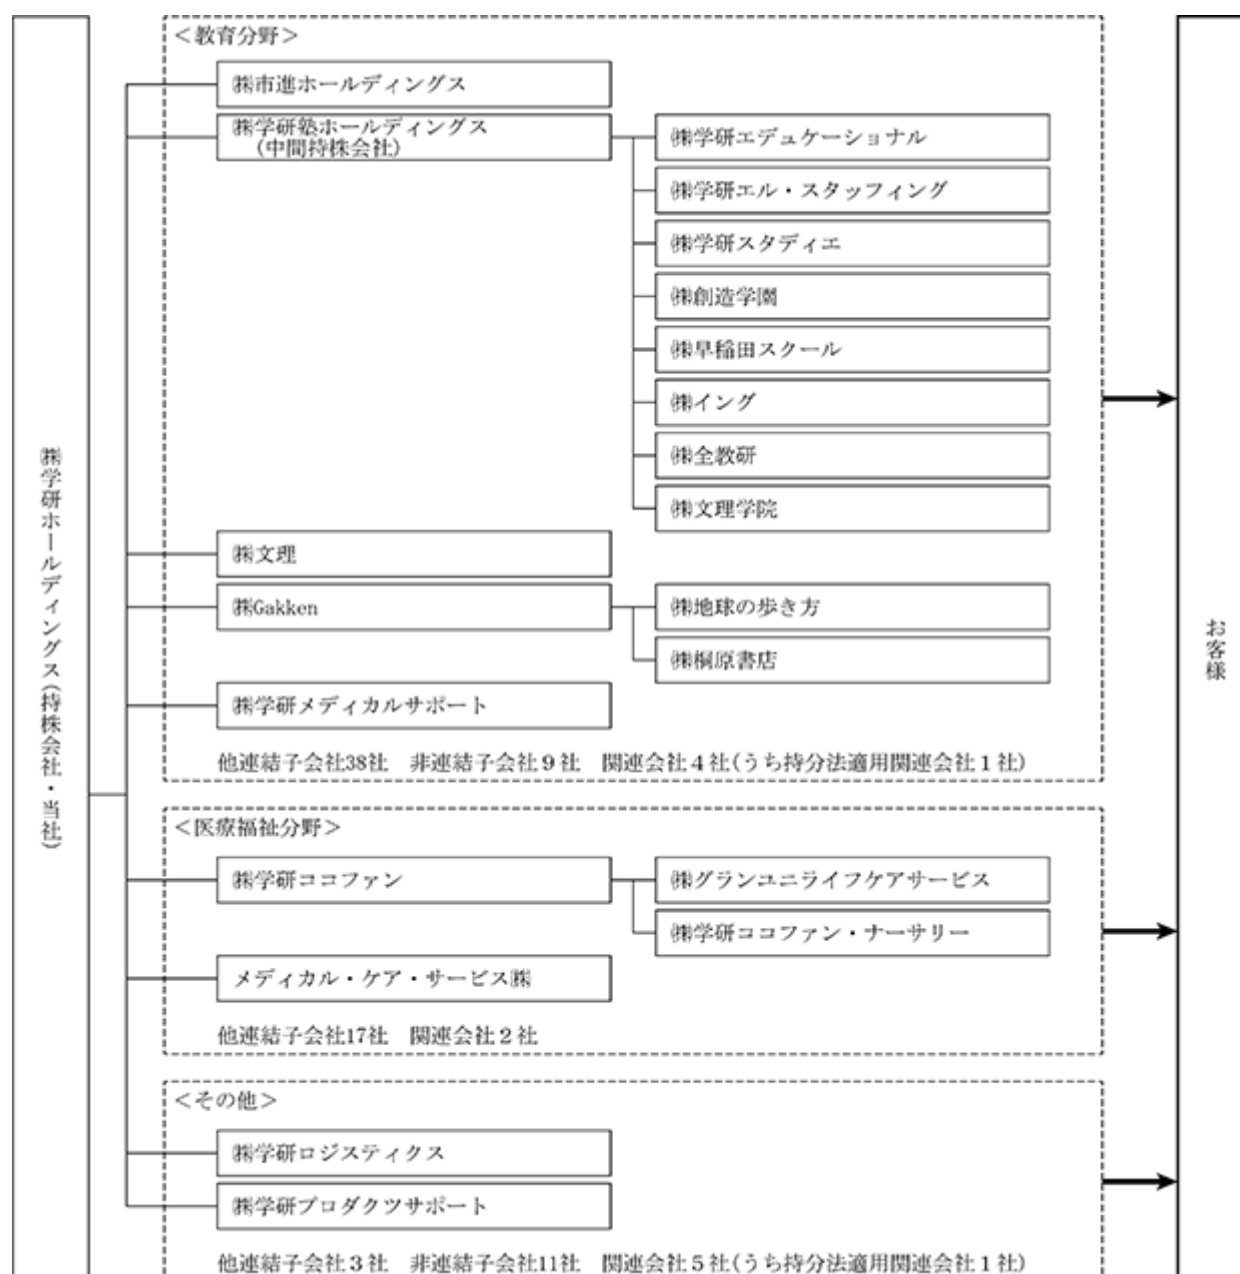 ㈱学研ホールディングス(持株会社・当社)
＜教育分野＞
㈱市進ホールディングス
㈱学研塾ホールディングス
(中間持株会社)
㈱学研エデュケーショナル
㈱学研エル・スタッフィング
㈱学研スタディエ
㈱創造学園
㈱早稲田スクール
㈱イング
㈱全教研
㈱文理学院
㈱文理
㈱Gakken
㈱地球の歩き方
㈱桐原書店
㈱学研メディカルサポート
他連結子会社38社　非連結子会社９社　関連会社４社(うち持分法適用関連会社１社)
＜医療福祉分野＞
㈱学研ココファン
㈱グランユニライフケアサービス
㈱学研ココファン・ナーサリー
メディカル・ケア・サービス㈱
他連結子会社17社　関連会社２社
＜その他＞
㈱学研ロジスティクス
㈱学研プロダクツサポート
他連結子会社３社　非連結子会社11社　関連会社５社(うち持分法適用関連会社１社)
お客様